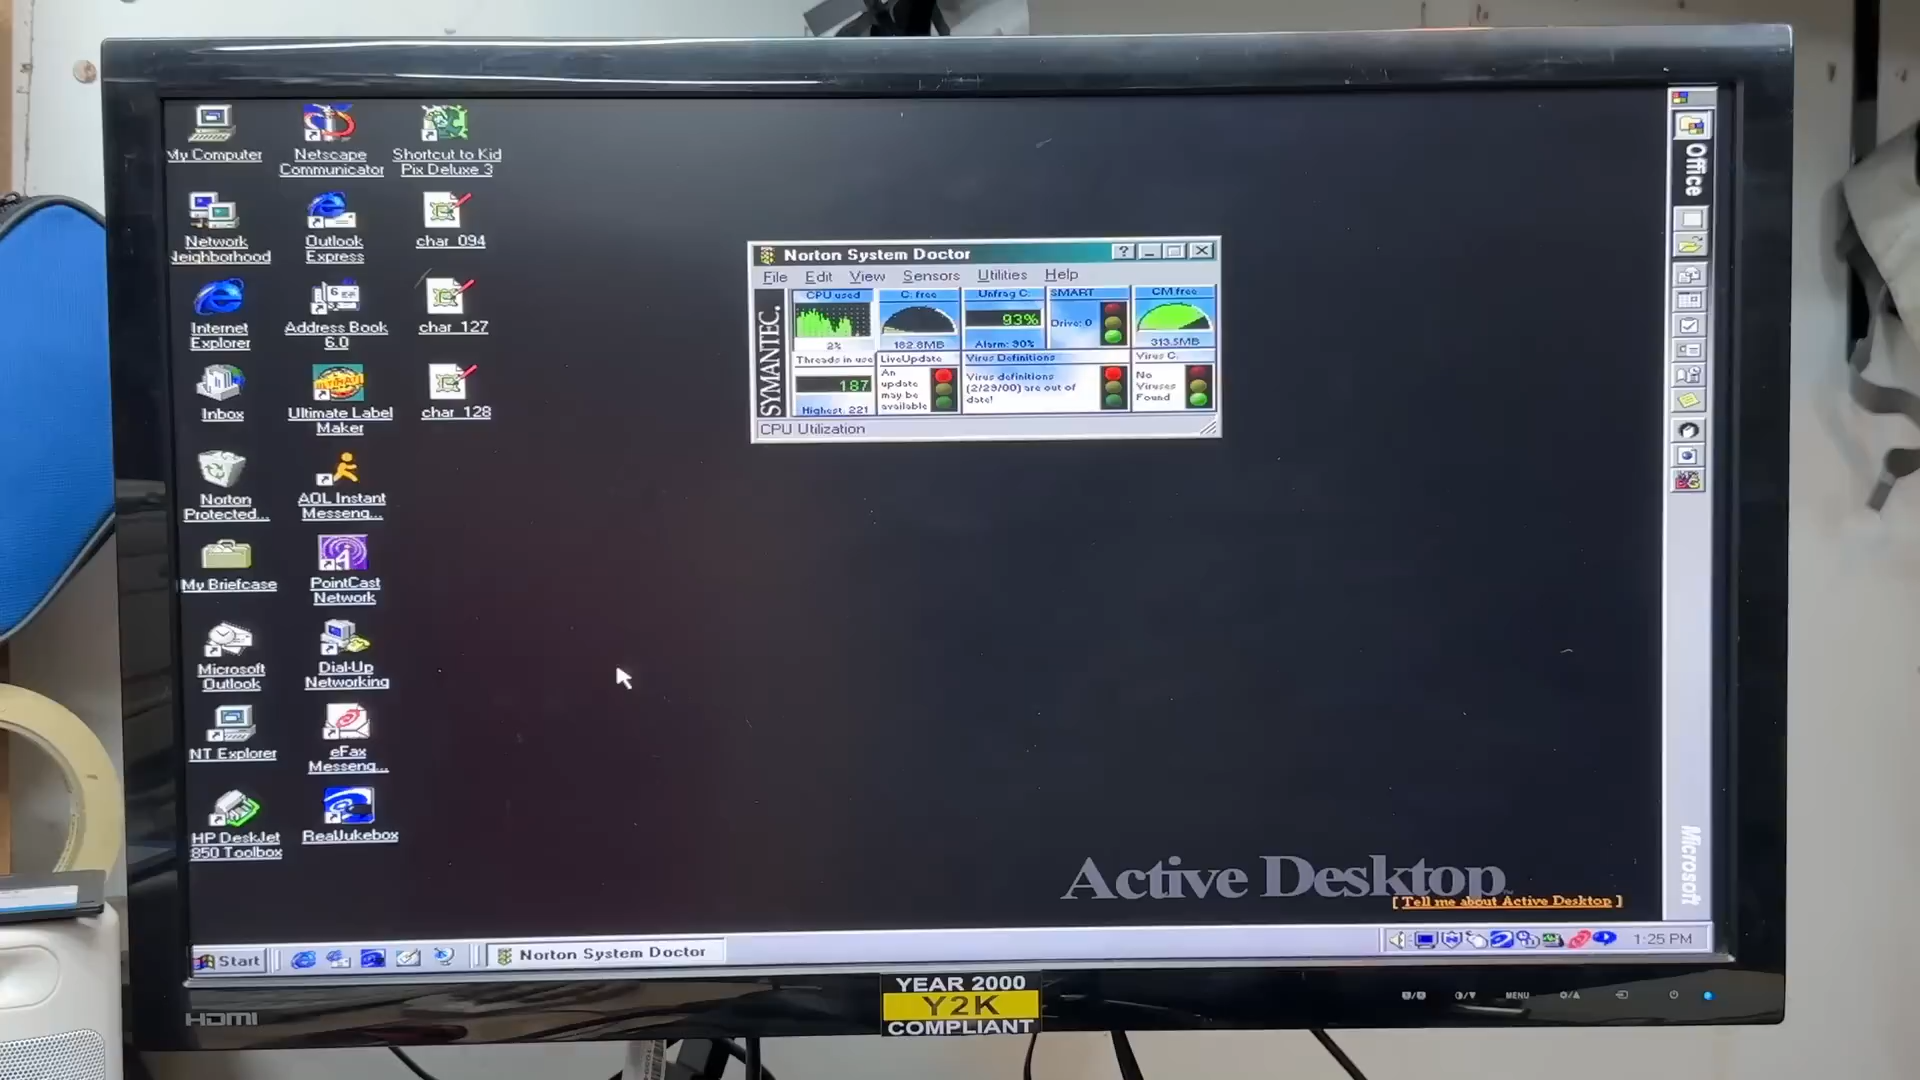 My Computer
Netscape
Communicator
Shortcut to Kid
Pix Deluxe 3
Network
Neighborhood
Outlook
Express
char_094
Internet
Explorer
Address Book
6.0
char_127
Inbox
Ultimate Label
Maker
char_128
Norton
Protected...
AOL Instant
Messeng...
My Briefcase
PointCast
Network
Microsoft
Outlook
Dial-Up
Networking
NT Explorer
eFax
Messeng...
HP DeskJet
850 Toolbox
RealJukebox
Norton System Doctor
File Edit View Sensors Utilities Help
SYMANTEC.
CPU used
2%
C: free
182.8MB
Unfrag C:
93%
Alarm: 90%
SMART
Drive: 0
CM free
313.5MB
Threads in use
187
Highest: 221
LiveUpdate
An
update
may be
available
Virus Definitions
Virus definitions
(2/29/00) are out of
date!
Virus C:
No
Viruses
Found
CPU Utilization
Office
Microsoft
Active Desktop
[ Tell me about Active Desktop ]
Start
Norton System Doctor
1:25 PM
HDMI
YEAR 2000
Y2K
COMPLIANT
MENU